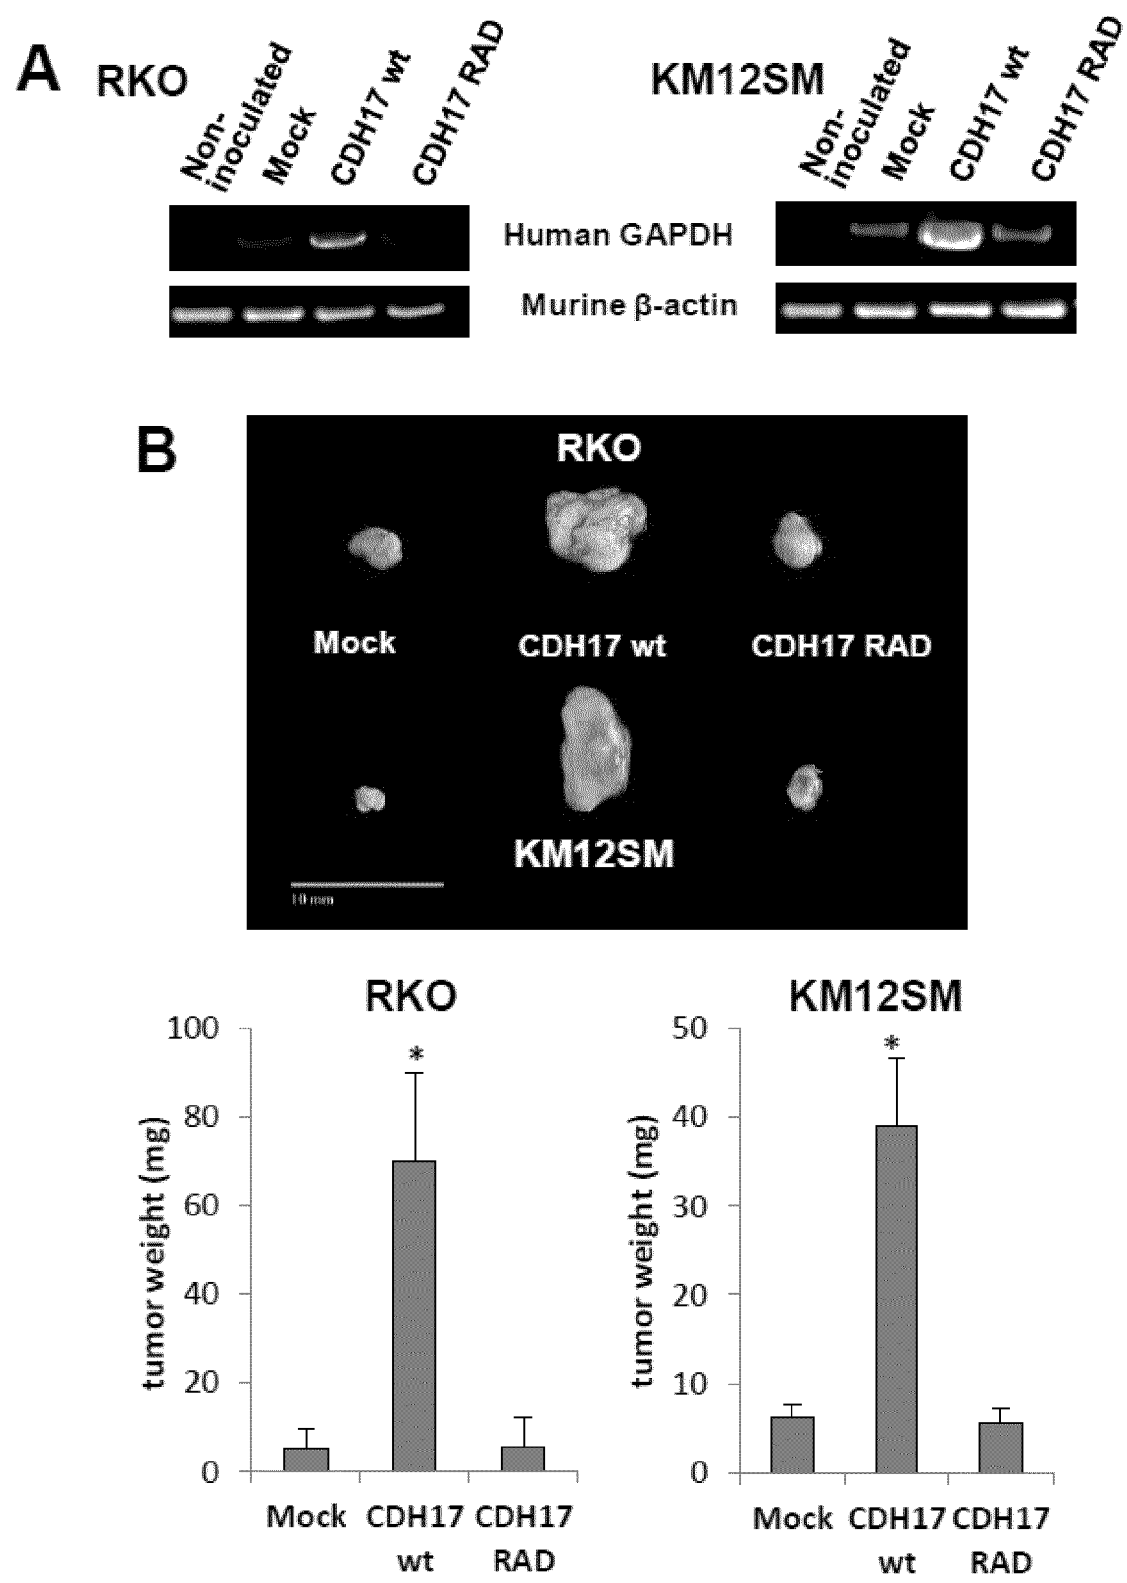 A
RKO
Non-
inoculated
Mock
CDH17 wt
CDH17 RAD
KM12SM
Non-
inoculated
Mock
CDH17 wt
CDH17 RAD
Human GAPDH
Murine β-actin
B
RKO
Mock
CDH17 wt
CDH17 RAD
KM12SM
10 mm
RKO
100
80
60
40
20
0
tumor weight (mg)
*
Mock
CDH17
wt
CDH17
RAD
KM12SM
50
40
30
20
10
0
tumor weight (mg)
*
Mock
CDH17
wt
CDH17
RAD